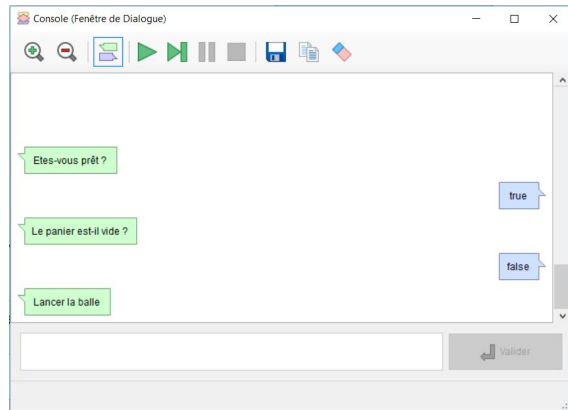 Console (Fenêtre de Dialogue)
Etes-vous prêt ?
true
Le panier est-il vide ?
false
Lancer la balle
Valider